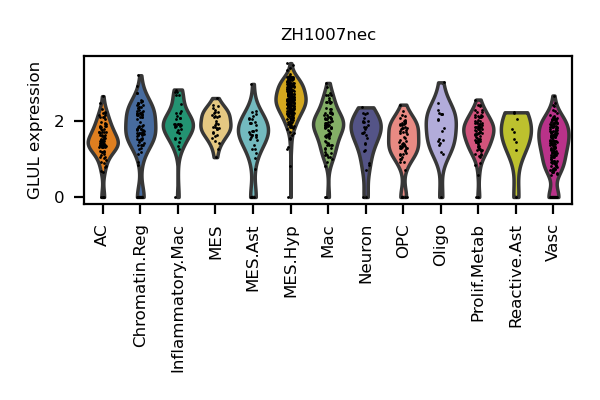 ZH1007nec
GLUL expression
2
0
AC
Chromatin.Reg
Inflammatory.Mac
MES
MES.Ast
MES.Hyp
Mac
Neuron
OPC
Oligo
Prolif.Metab
Reactive.Ast
Vasc